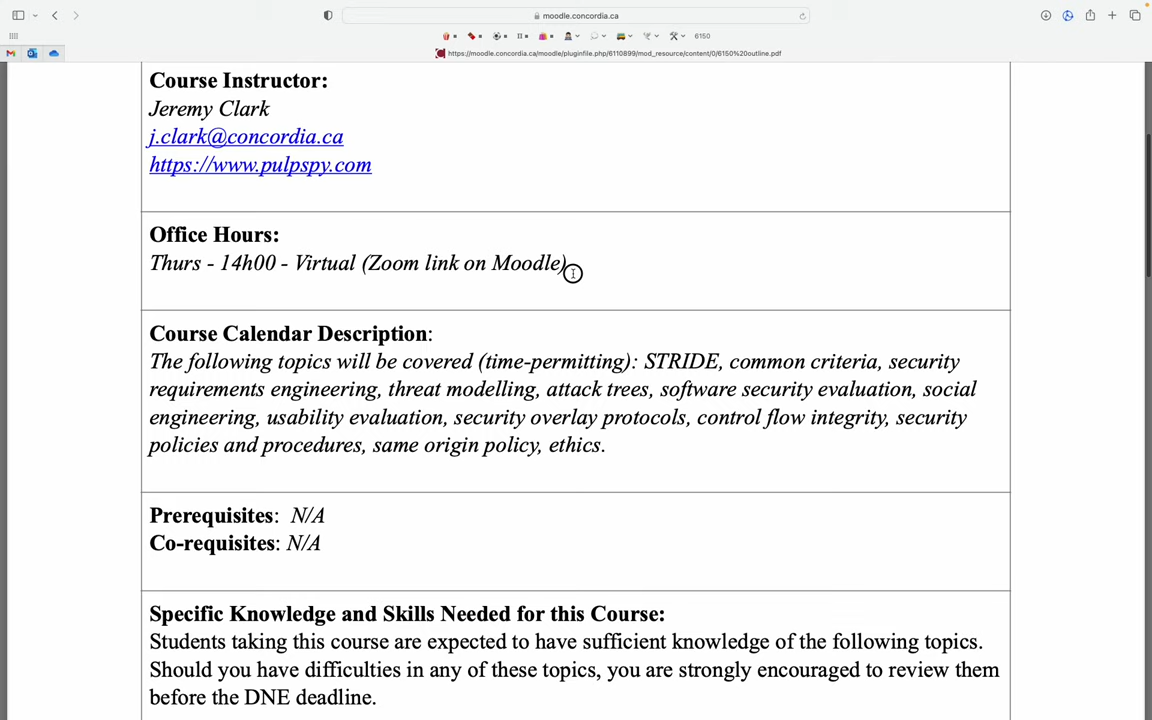 moodle.concordia.ca
6150
https://moodle.concordia.ca/moodle/pluginfile.php/6110899/mod_resource/content/0/6150%20outline.pdf
Course Instructor:
Jeremy Clark
j.clark@concordia.ca
https://www.pulpspy.com
Office Hours:
Thurs - 14h00 - Virtual (Zoom link on Moodle)
Course Calendar Description:
The following topics will be covered (time-permitting): STRIDE, common criteria, security
requirements engineering, threat modelling, attack trees, software security evaluation, social
engineering, usability evaluation, security overlay protocols, control flow integrity, security
policies and procedures, same origin policy, ethics.
Prerequisites: N/A
Co-requisites: N/A
Specific Knowledge and Skills Needed for this Course:
Students taking this course are expected to have sufficient knowledge of the following topics.
Should you have difficulties in any of these topics, you are strongly encouraged to review them
before the DNE deadline.